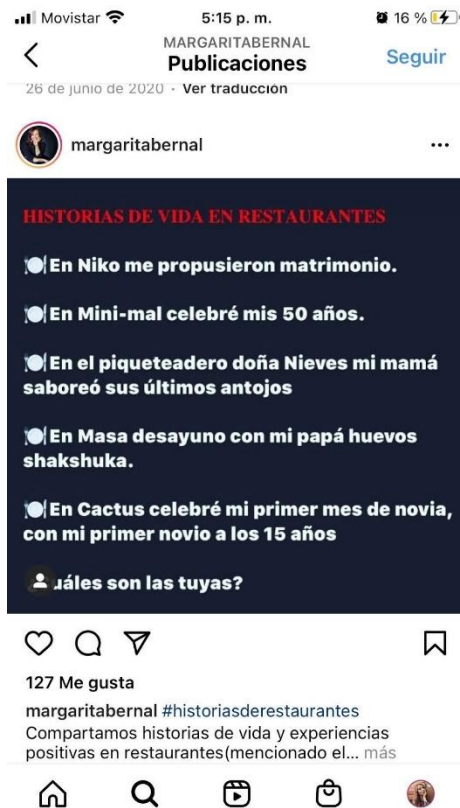 Movistar 5:15 p. m. 16 %
MARGARITABERNAL
Publicaciones
Seguir
26 de junio de 2020 · Ver traducción
margaritabernal
HISTORIAS DE VIDA EN RESTAURANTES
En Niko me propusieron matrimonio.
En Mini-mal celebré mis 50 años.
En el piqueteadero doña Nieves mi mamá
saboreó sus últimos antojos
En Masa desayuno con mi papá huevos
shakshuka.
En Cactus celebré mi primer mes de novia,
con mi primer novio a los 15 años
uáles son las tuyas?
127 Me gusta
margaritabernal #historiasderestaurantes
Compartamos historias de vida y experiencias
positivas en restaurantes(mencionado el... más